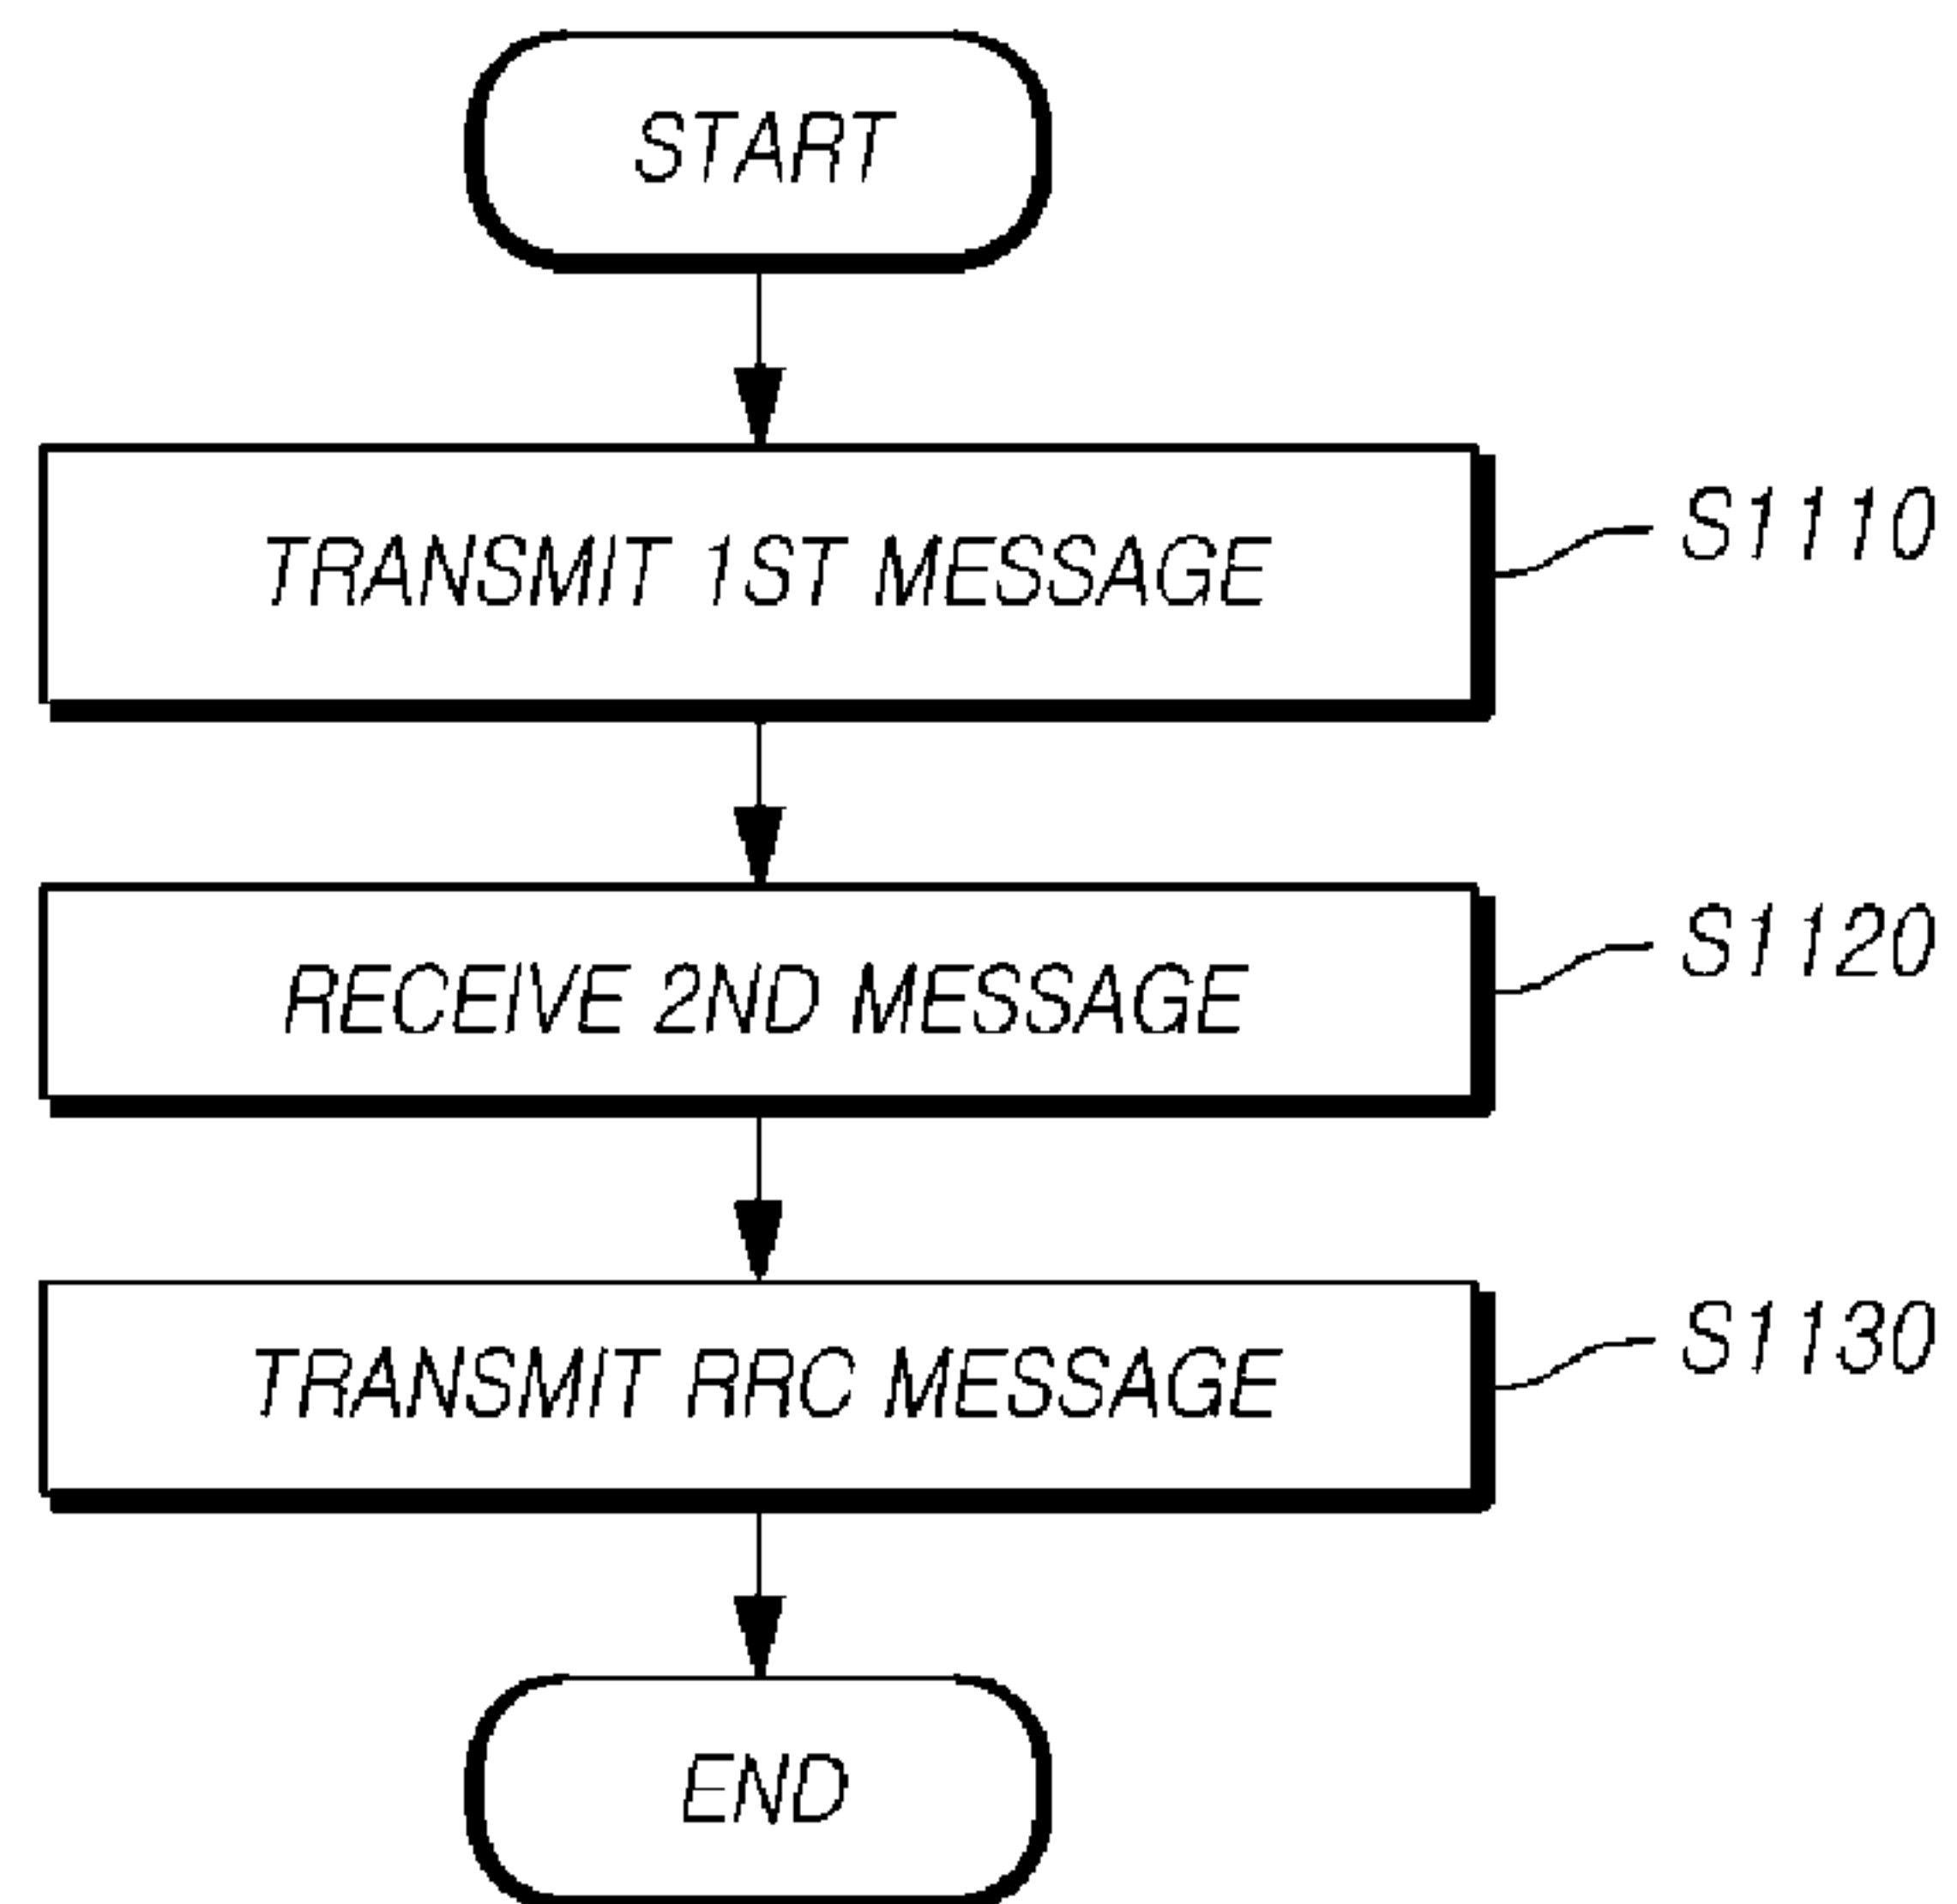 START
TRANSMIT 1ST MESSAGE
S1110
RECEIVE 2ND MESSAGE
S1120
TRANSMIT RRC MESSAGE
S1130
END